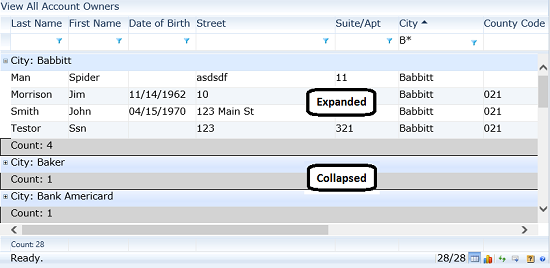 View All Account Owners
Last Name First Name Date of Birth Street Suite/Apt City County Code
B*
City: Babbitt
Man Spider asdsdf 11 Babbitt
Morrison Jim 11/14/1962 10 Babbitt 021
Expanded
Smith John 04/15/1970 123 Main St Babbitt 021
Testor Ssn 123 321 Babbitt 021
Count: 4
City: Baker
Count: 1
Collapsed
City: Bank Americard
Count: 1
Count: 28
Ready. 28/28